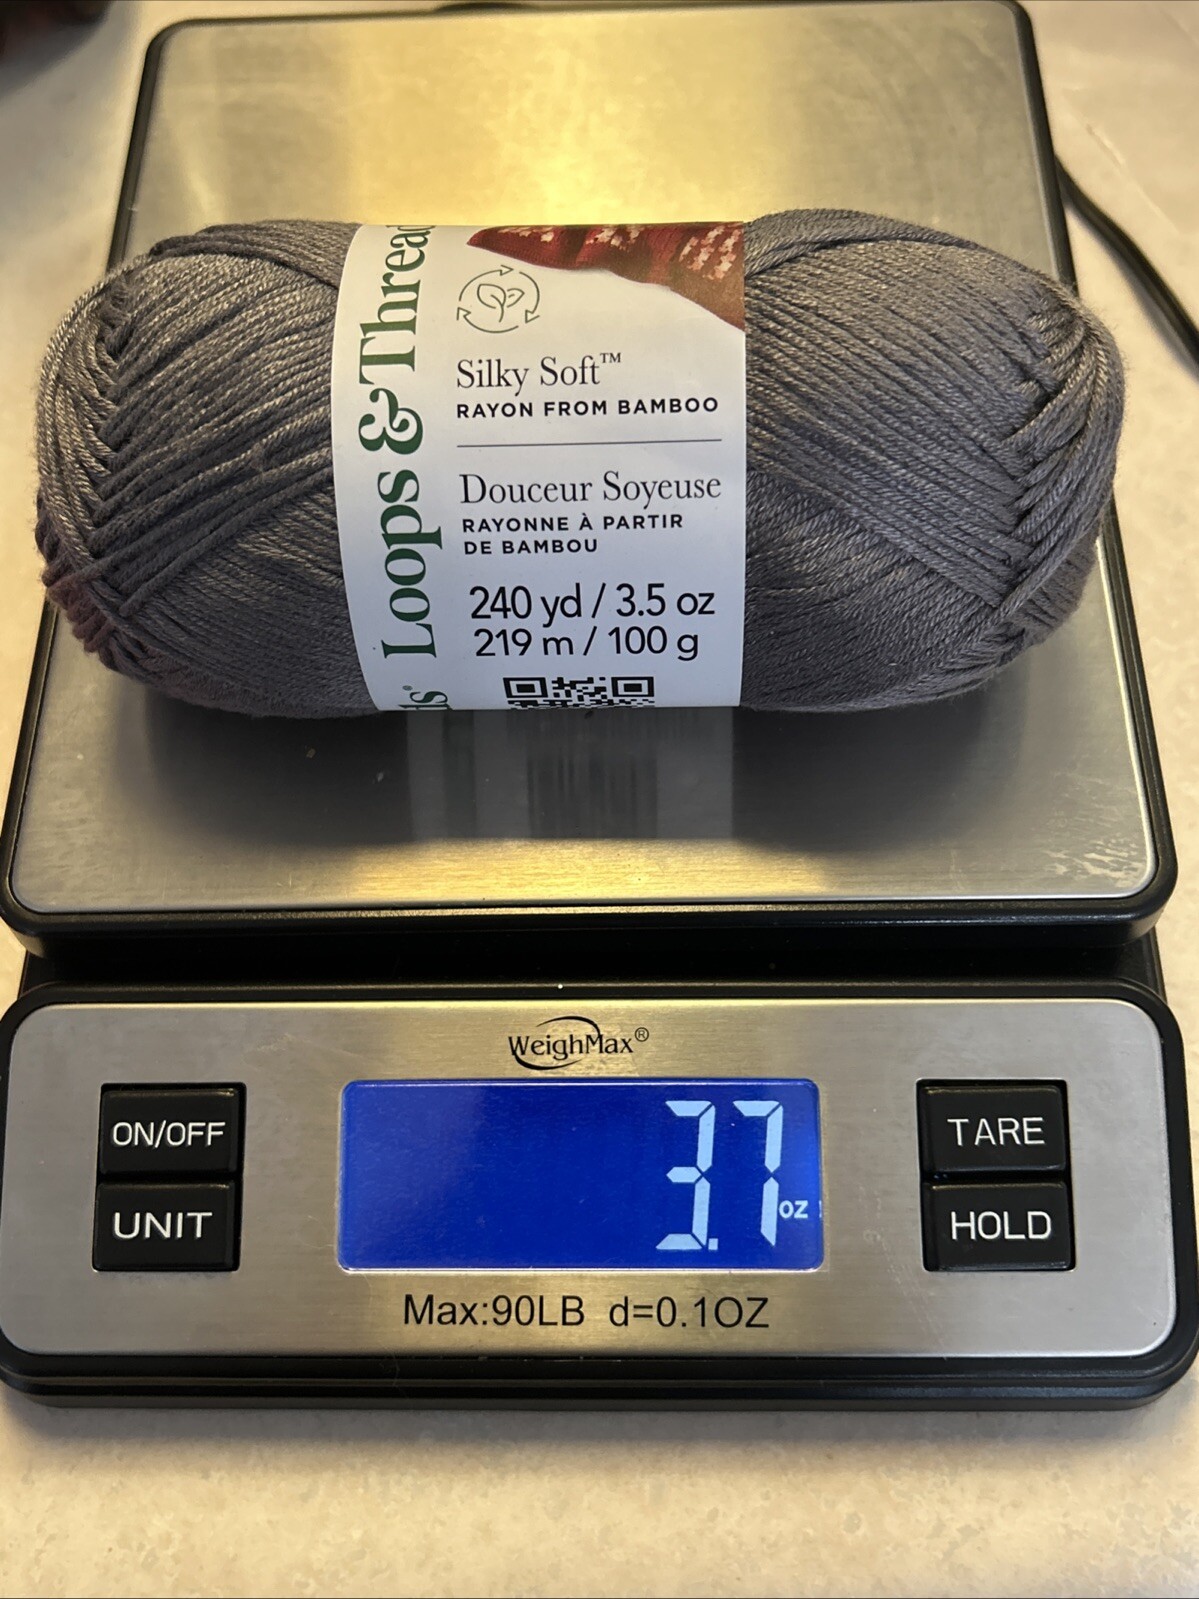 Loops & Threa
ds®
Silky Soft™
RAYON FROM BAMBOO
Douceur Soyeuse
RAYONNE À PARTIR
DE BAMBOU
240 yd / 3.5 oz
219 m / 100 g
WeighMax®
ON/OFF
UNIT
3.7 oz
TARE
HOLD
Max:90LB d=0.1OZ